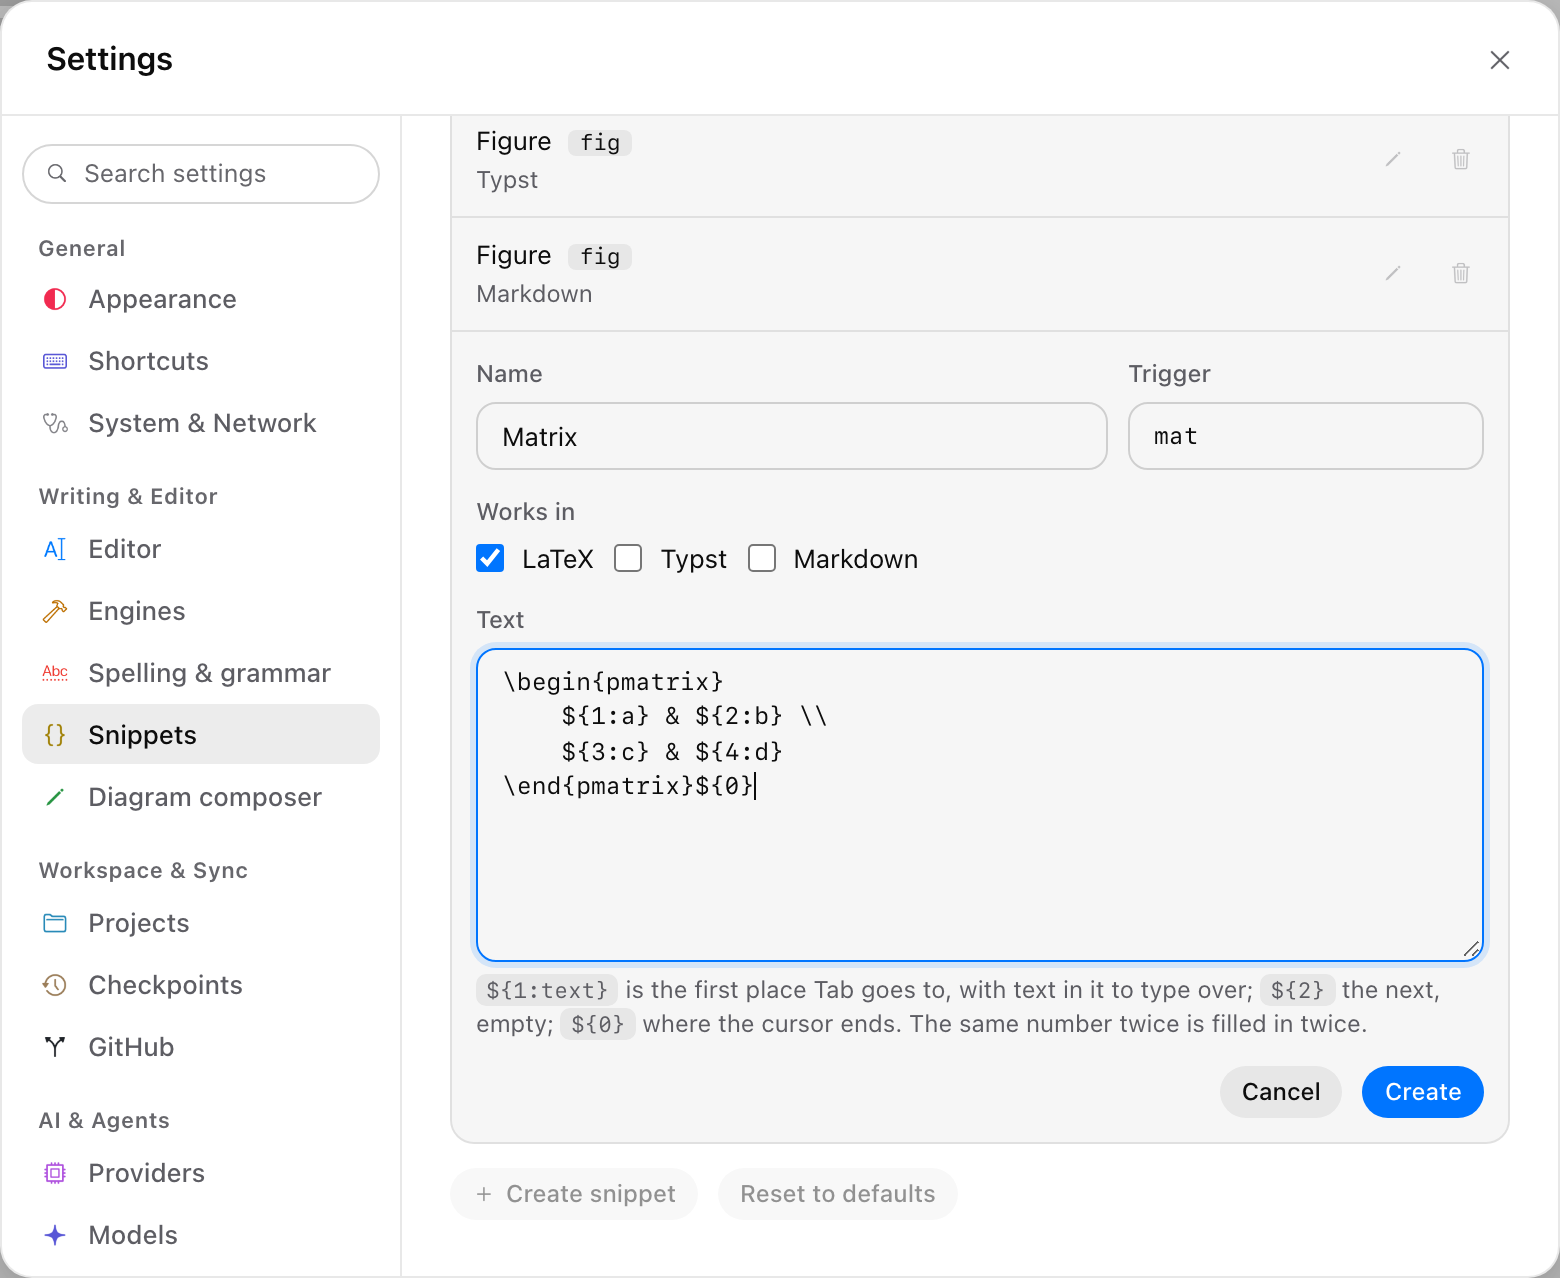 Settings
Search settings
General
Appearance
Shortcuts
System & Network
Writing & Editor
AI Editor
Engines
Abc Spelling & grammar
{} Snippets
Diagram composer
Workspace & Sync
Projects
Checkpoints
GitHub
AI & Agents
Providers
Models
Figure fig
Typst
Figure fig
Markdown
Name Trigger
Matrix mat
Works in
LaTeX Typst Markdown
Text
\begin{pmatrix}
    ${1:a} & ${2:b} \\
    ${3:c} & ${4:d}
\end{pmatrix}${0}
${1:text} is the first place Tab goes to, with text in it to type over; ${2} the next,
empty; ${0} where the cursor ends. The same number twice is filled in twice.
Cancel Create
+ Create snippet Reset to defaults